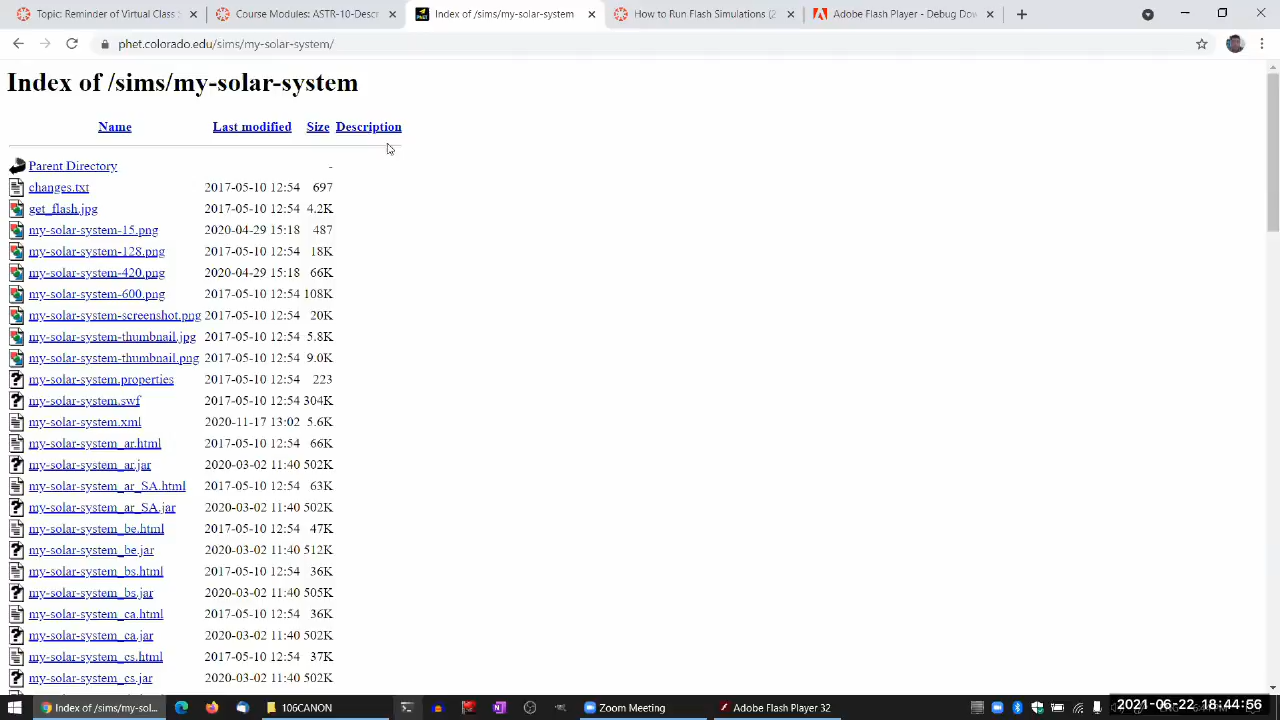 Topic 5: Virtual Class S
Course Modules: ASTR-10-Descr
Index of /sims/my-solar-system
How to Run Flash Simulations (2
Adobe Flash Player - Debug Dow
phet.colorado.edu/sims/my-solar-system/
Index of /sims/my-solar-system
Name Last modified Size Description
Parent Directory -
changes.txt 2017-05-10 12:54 697
get_flash.jpg 2017-05-10 12:54 4.2K
my-solar-system-15.png 2020-04-29 15:18 487
my-solar-system-128.png 2017-05-10 12:54 18K
my-solar-system-420.png 2020-04-29 15:18 66K
my-solar-system-600.png 2017-05-10 12:54 108K
my-solar-system-screenshot.png 2017-05-10 12:54 20K
my-solar-system-thumbnail.jpg 2017-05-10 12:54 5.8K
my-solar-system-thumbnail.png 2017-05-10 12:54 9.0K
my-solar-system.properties 2017-05-10 12:54 223
my-solar-system.swf 2017-05-10 12:54 304K
my-solar-system.xml 2020-11-17 13:02 5.6K
my-solar-system_ar.html 2017-05-10 12:54 66K
my-solar-system_ar.jar 2020-03-02 11:40 502K
my-solar-system_ar_SA.html 2017-05-10 12:54 63K
my-solar-system_ar_SA.jar 2020-03-02 11:40 502K
my-solar-system_be.html 2017-05-10 12:54 47K
my-solar-system_be.jar 2020-03-02 11:40 512K
my-solar-system_bs.html 2017-05-10 12:54 36K
my-solar-system_bs.jar 2020-03-02 11:40 505K
my-solar-system_ca.html 2017-05-10 12:54 36K
my-solar-system_ca.jar 2020-03-02 11:40 502K
my-solar-system_cs.html 2017-05-10 12:54 37K
my-solar-system_cs.jar 2020-03-02 11:40 502K
Index of /sims/my-sol...
106CANON
Zoom Meeting
Adobe Flash Player 32
2021-06-22 18:44:56